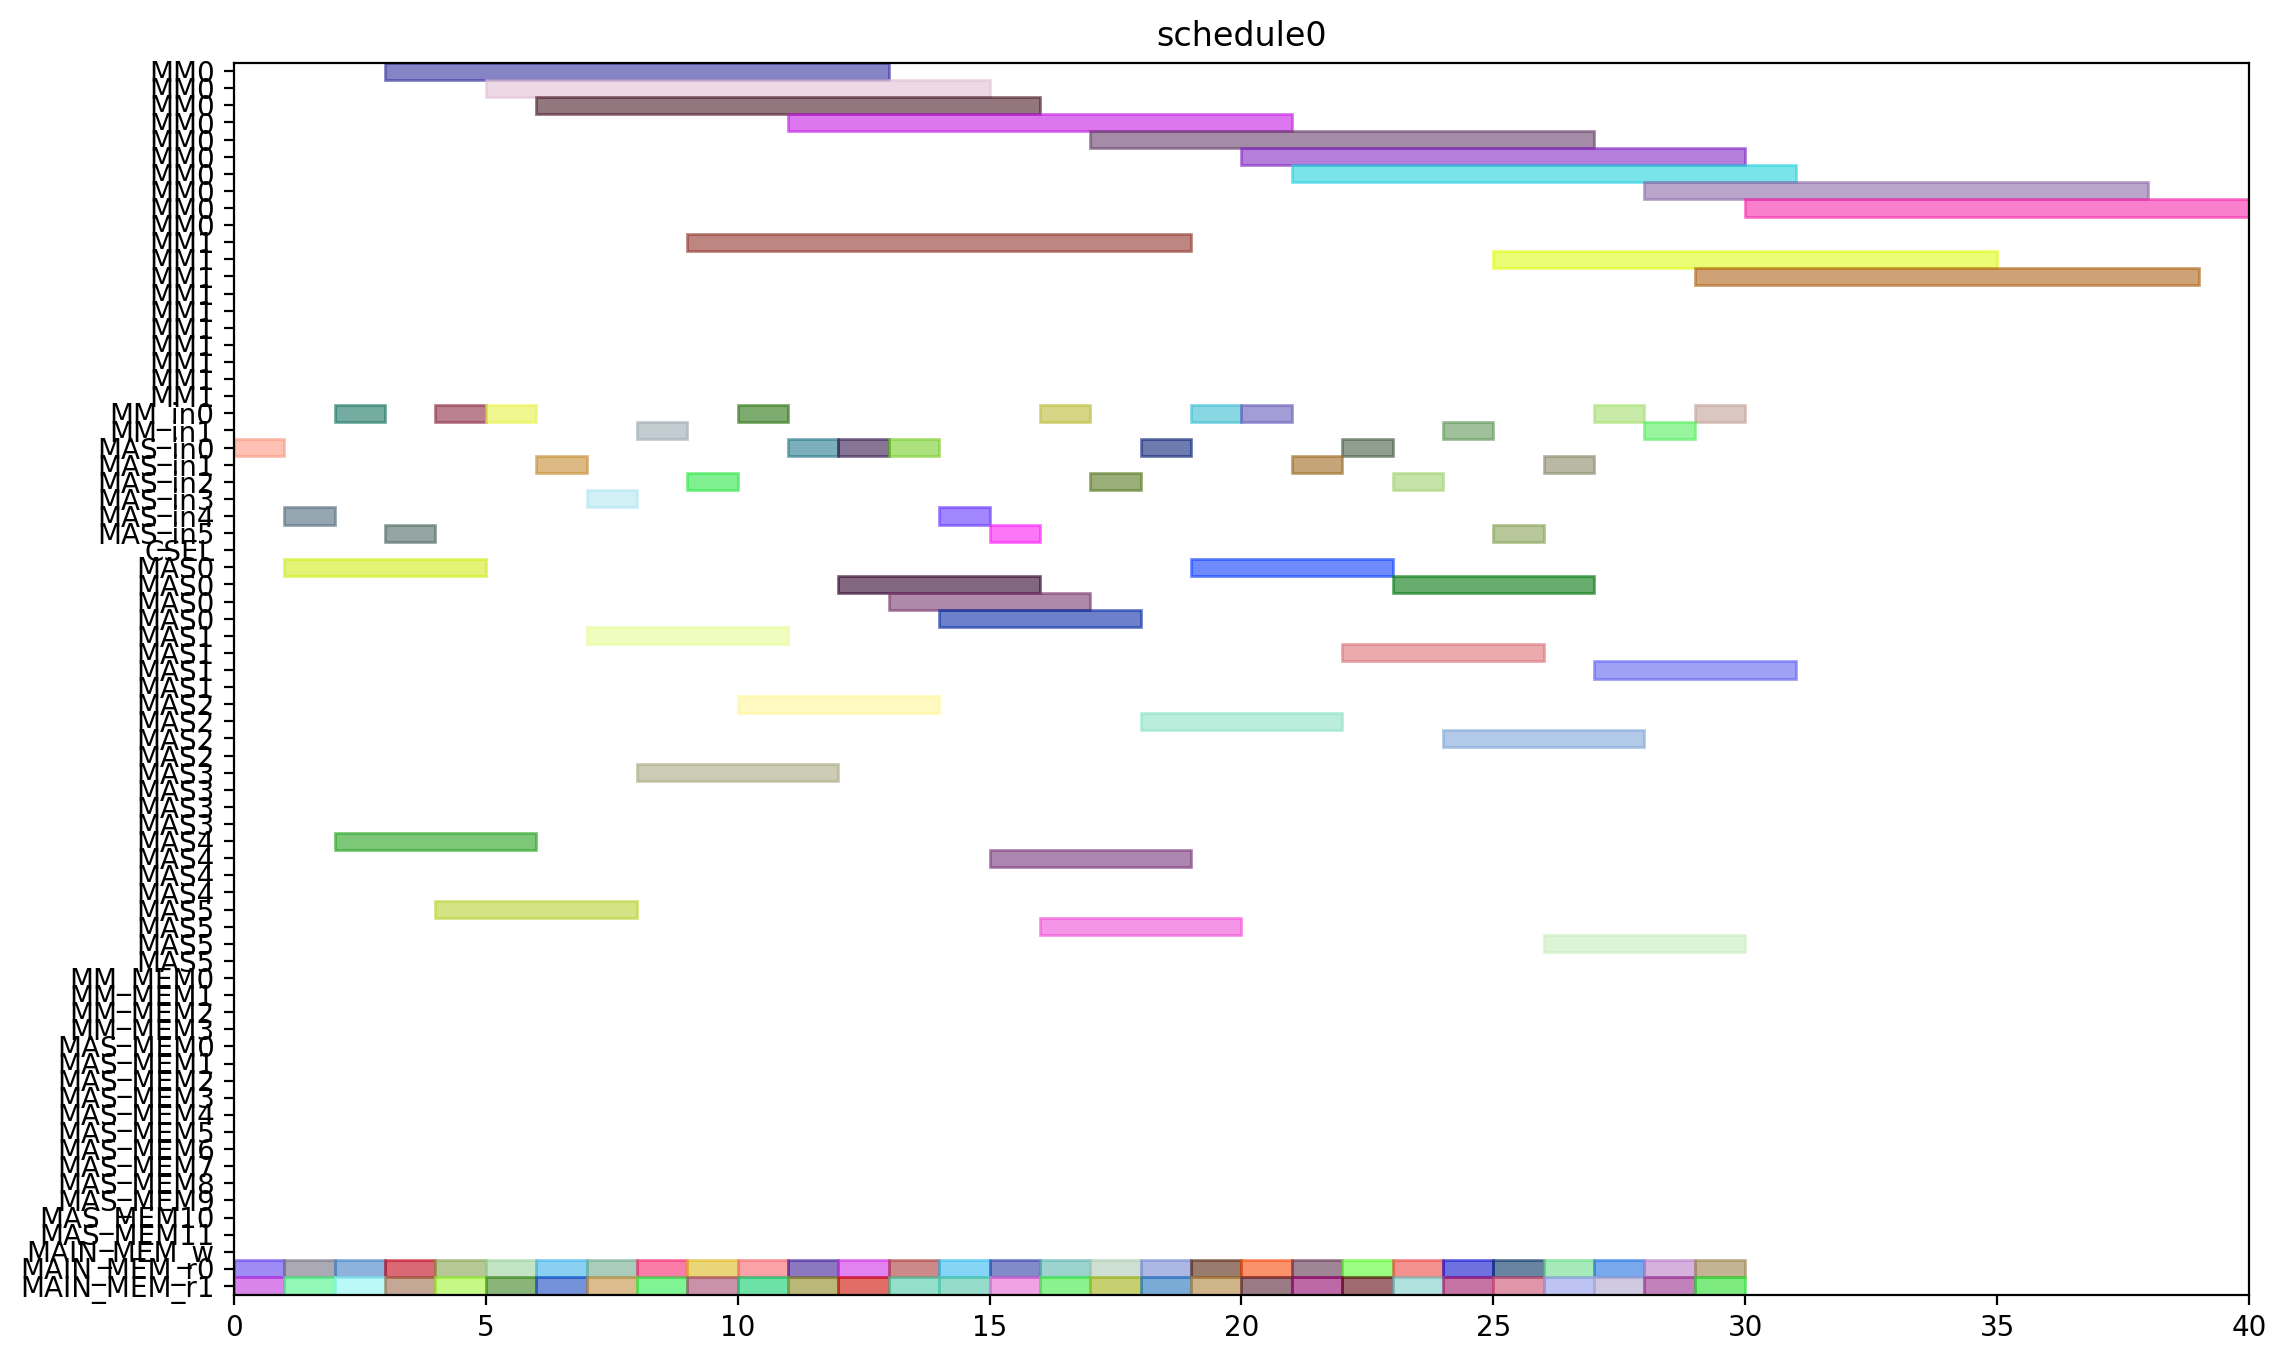 schedule0
MM0
MM0
MM0
MM0
MM0
MM0
MM0
MM0
MM0
MM0
MM1
MM1
MM1
MM1
MM1
MM1
MM1
MM1
MM1
MM1
MM_in0
MM_in1
MAS_in0
MAS_in1
MAS_in2
MAS_in3
MAS_in4
MAS_in5
CSEL
MAS0
MAS0
MAS0
MAS0
MAS1
MAS1
MAS1
MAS1
MAS2
MAS2
MAS2
MAS2
MAS3
MAS3
MAS3
MAS3
MAS4
MAS4
MAS4
MAS4
MAS5
MAS5
MAS5
MAS5
MM_MEM0
MM_MEM1
MM_MEM2
MM_MEM3
MAS_MEM0
MAS_MEM1
MAS_MEM2
MAS_MEM3
MAS_MEM4
MAS_MEM5
MAS_MEM6
MAS_MEM7
MAS_MEM8
MAS_MEM9
MAS_MEM10
MAS_MEM11
MAIN_MEM_w
MAIN_MEM_r0
MAIN_MEM_r1
0 5 10 15 20 25 30 35 40